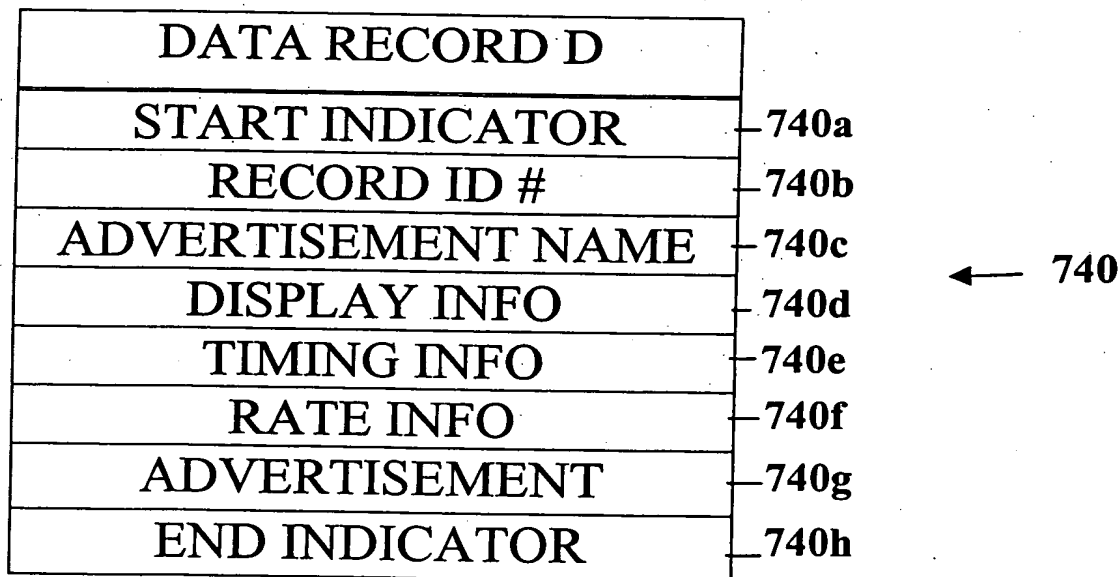 DATA RECORD D
START INDICATOR 740a
RECORD ID # 740b
ADVERTISEMENT NAME 740c
740
DISPLAY INFO 740d
TIMING INFO 740e
RATE INFO 740f
ADVERTISEMENT 740g
END INDICATOR 740h